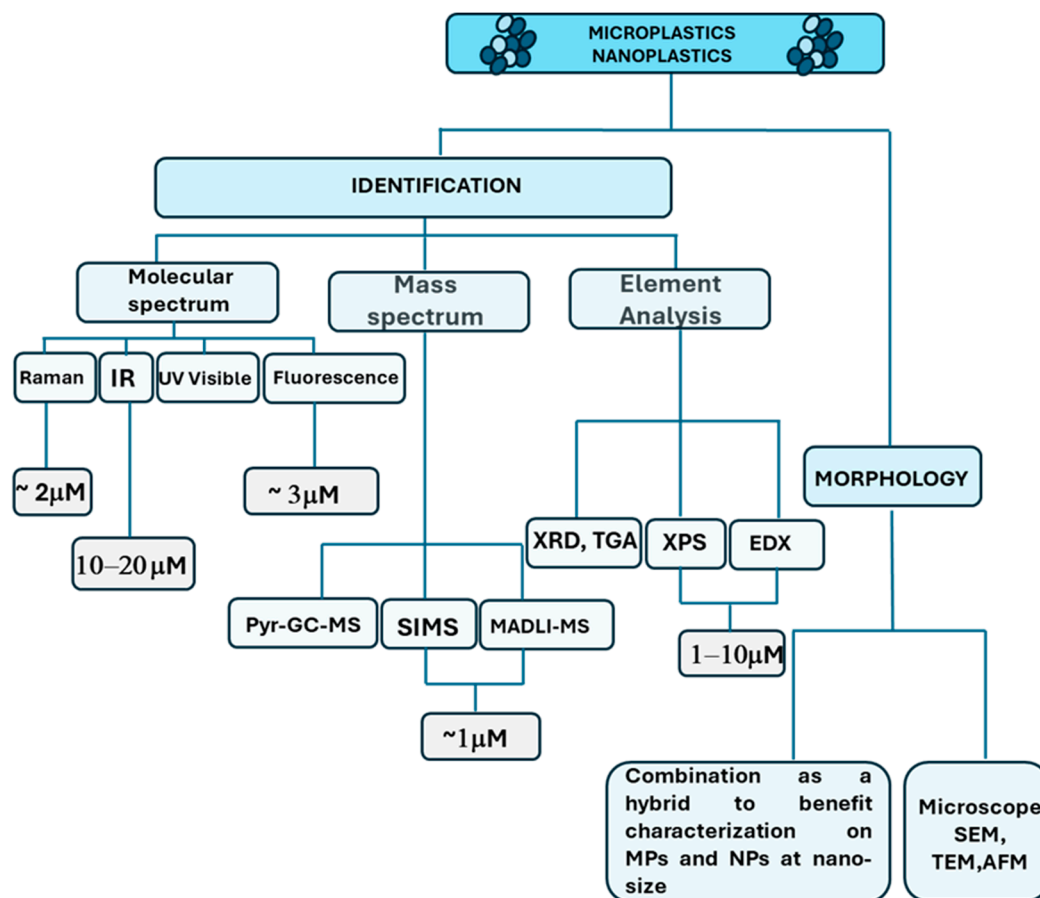 MICROPLASTICS
NANOPLASTICS
IDENTIFICATION
Molecular
spectrum
Mass
spectrum
Element
Analysis
Raman
IR
UV Visible
Fluorescence
~ 2μM
~ 3μM
10–20 μM
MORPHOLOGY
XRD, TGA
XPS
EDX
Pyr-GC-MS
SIMS
MADLI-MS
1–10μM
~1μM
Combination as a
hybrid to benefit
characterization on
MPs and NPs at nano-
size
Microscope
SEM,
TEM,AFM